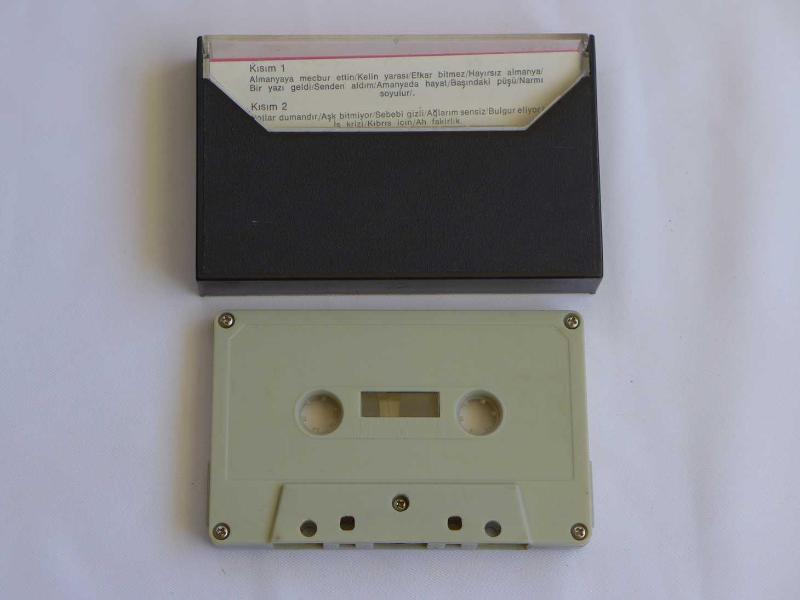 Kısım 1
Almanyaya mecbur ettin/Kelin yarası/Efkar bitmez/Hayırsız almanya/
Bir yazı geldi/Senden aldım/Amanyada hayat/Başındaki püşü/Narmı
soyulur/.
Kısım 2
dumandır/Aşk bitmiyor/Sebebi gizli/Ağlarım sensiz/Bulgur eliyor/
İş krizi/Kıbrıs için/Ah fakirlik